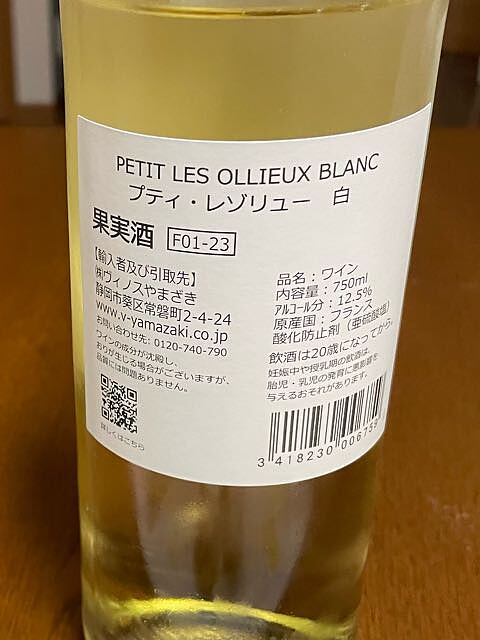 PETIT LES OLLIEUX BLANC
プティ・レゾリュー　白
果実酒 F01-23
【輸入者及び引取先】
㈱ヴィノスやまざき
静岡市葵区常磐町2-4-24
www.v-yamazaki.co.jp
お問い合わせ先: 0120-740-790
ワインの成分が沈殿し、
おりが生じる場合がございますが、
品質には問題ありません。
詳しくはこちら
品名：ワイン
内容量：750ml
ｱﾙｺｰﾙ分：12.5%
原産国：フランス
酸化防止剤（亜硫酸塩）
飲酒は20歳になってから。
妊娠中や授乳期の飲酒は、
胎児・乳児の発育に悪影響を
与えるおそれがあります。
3 418230 006759